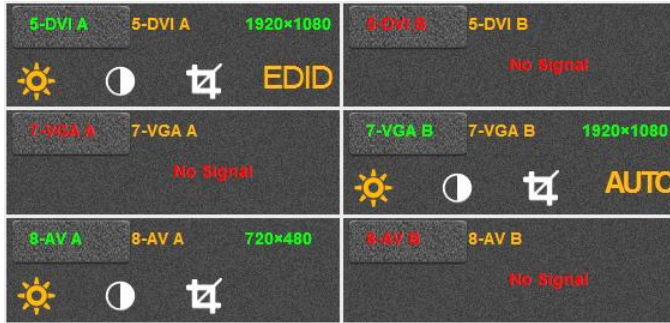 5-DVI A 5-DVI A 1920×1080
EDID
5-DVI B 5-DVI B
No Signal
7-VGA A 7-VGA A
No Signal
7-VGA B 7-VGA B 1920×1080
AUTO
8-AV A 8-AV A 720×480
8-AV B 8-AV B
No Signal